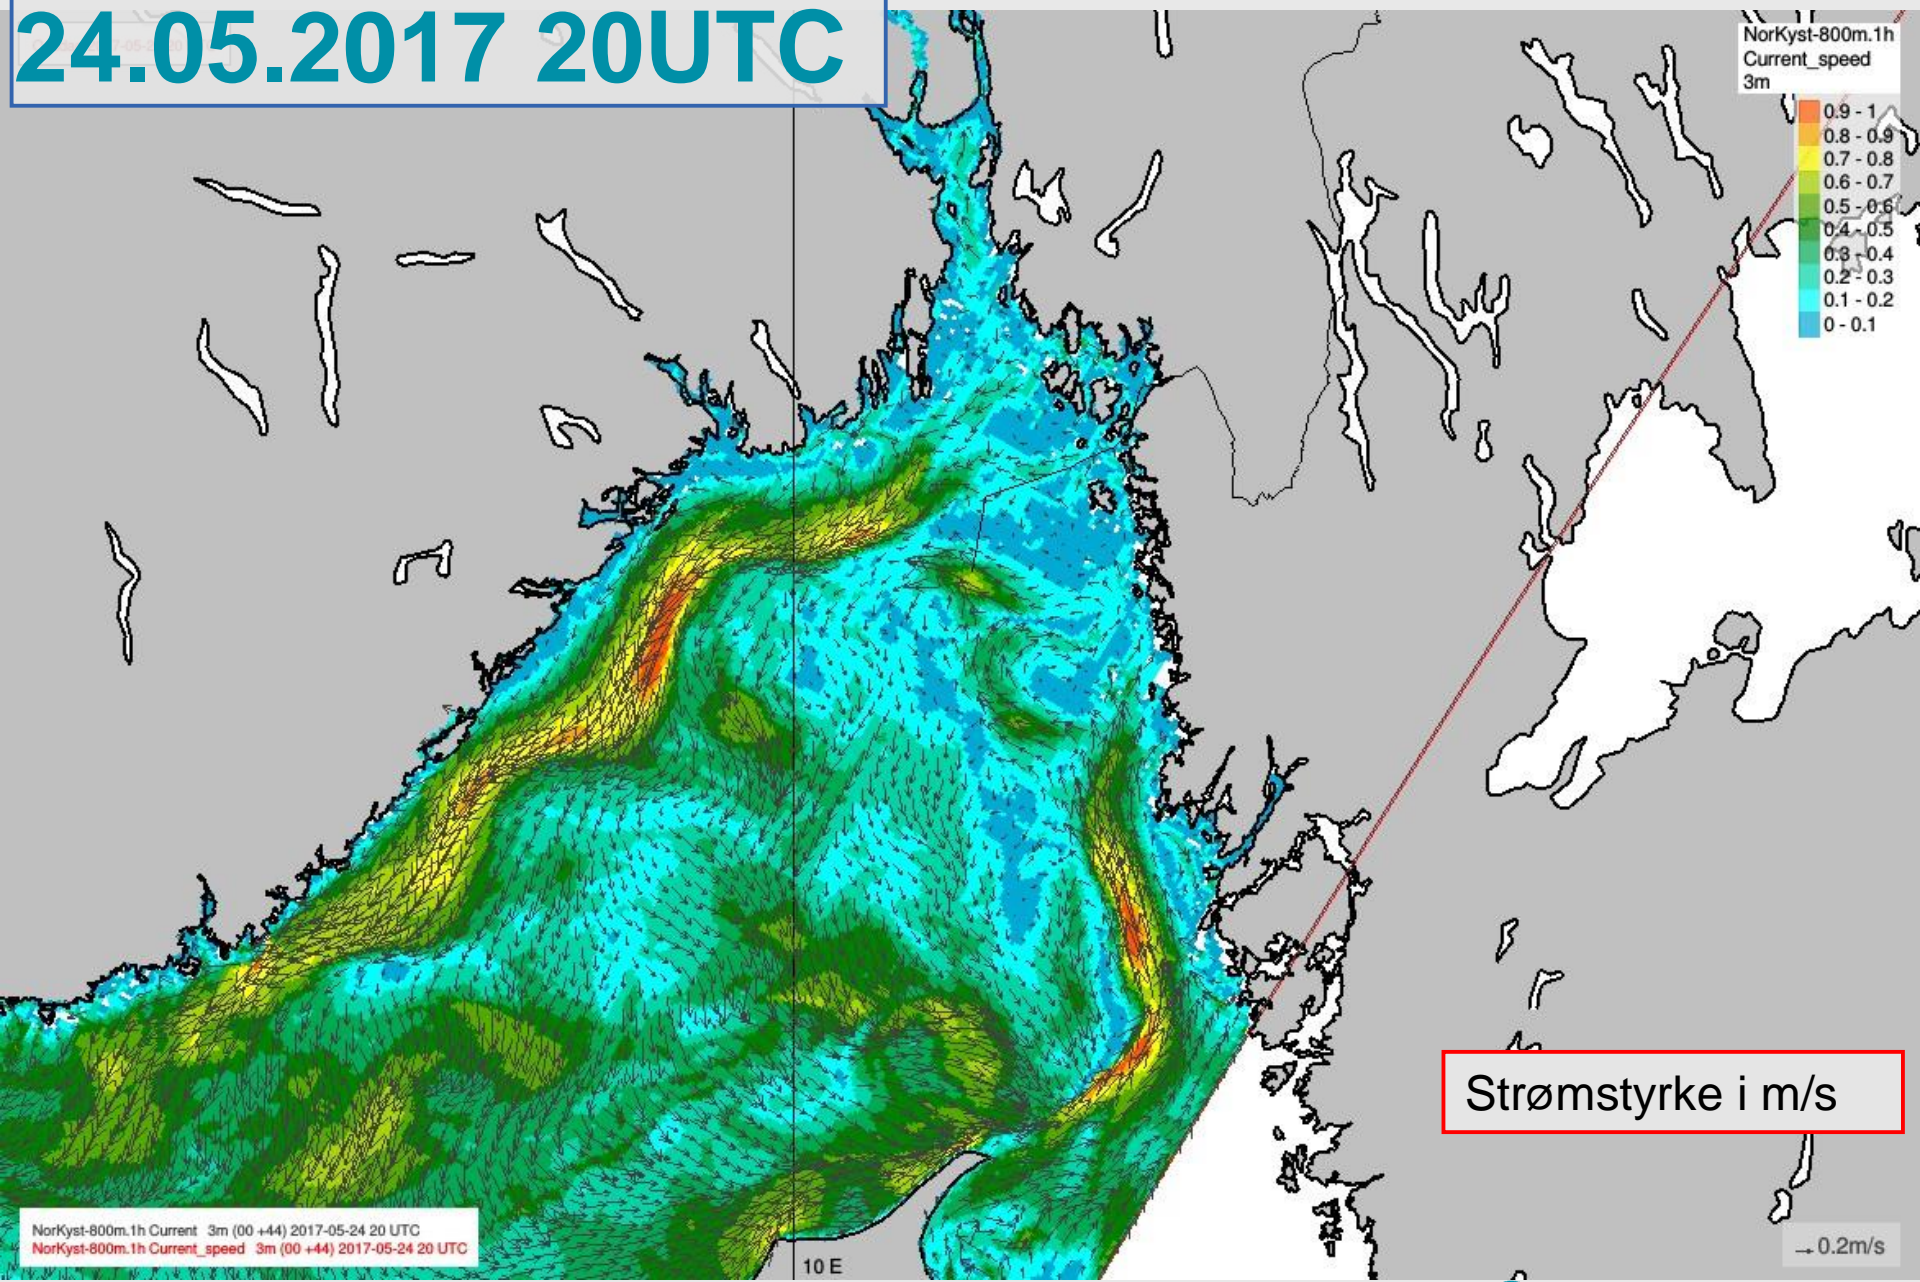 24.05.2017 20UTC
NorKyst-800m.1h
Current_speed
3m
0.9 - 1
0.8 - 0.9
0.7 - 0.8
0.6 - 0.7
0.5 - 0.6
0.4 - 0.5
0.3 - 0.4
0.2 - 0.3
0.1 - 0.2
0 - 0.1
Strømstyrke i m/s
NorKyst-800m.1h Current 3m (00 +44) 2017-05-24 20 UTC
NorKyst-800m.1h Current_speed 3m (00 +44) 2017-05-24 20 UTC
10 E
→ 0.2m/s